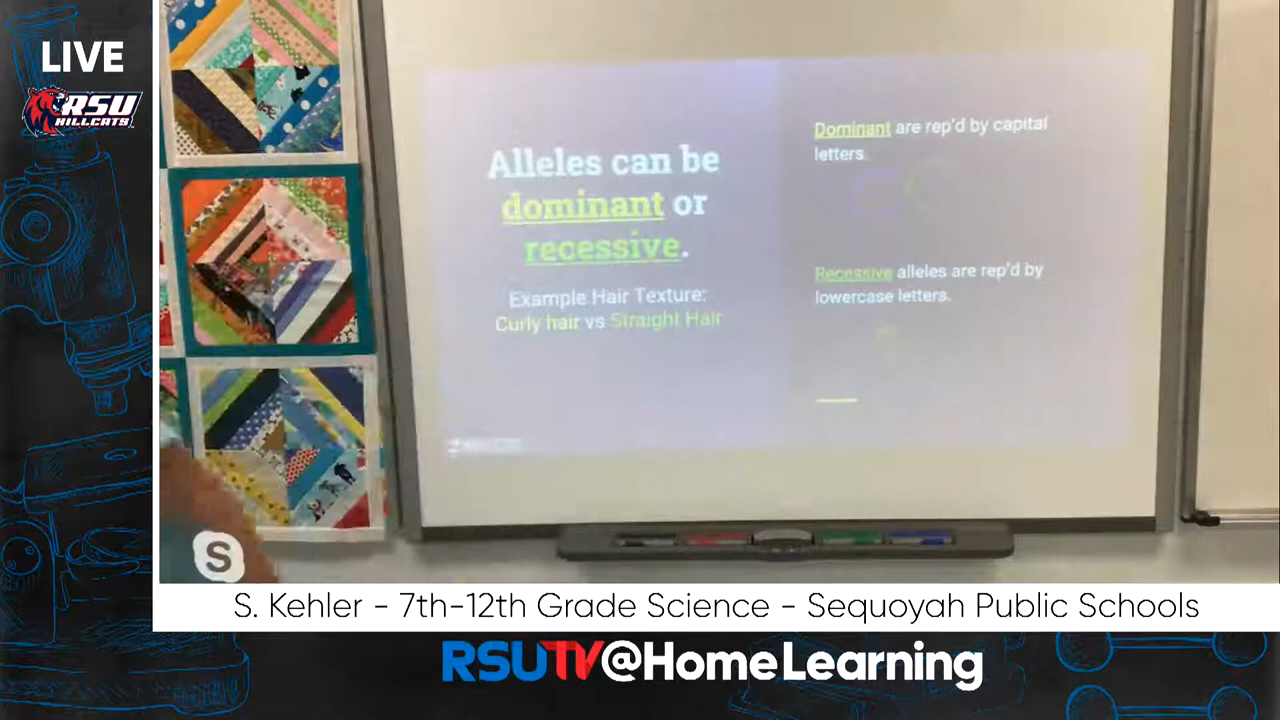 LIVE
RSU
HILLCATS
Alleles can be
dominant or
recessive.
Example Hair Texture:
Curly hair vs Straight Hair
Dominant are rep'd by capital
letters.
Recessive alleles are rep'd by
lowercase letters.
S
S. Kehler - 7th-12th Grade Science - Sequoyah Public Schools
RSUTV@HomeLearning